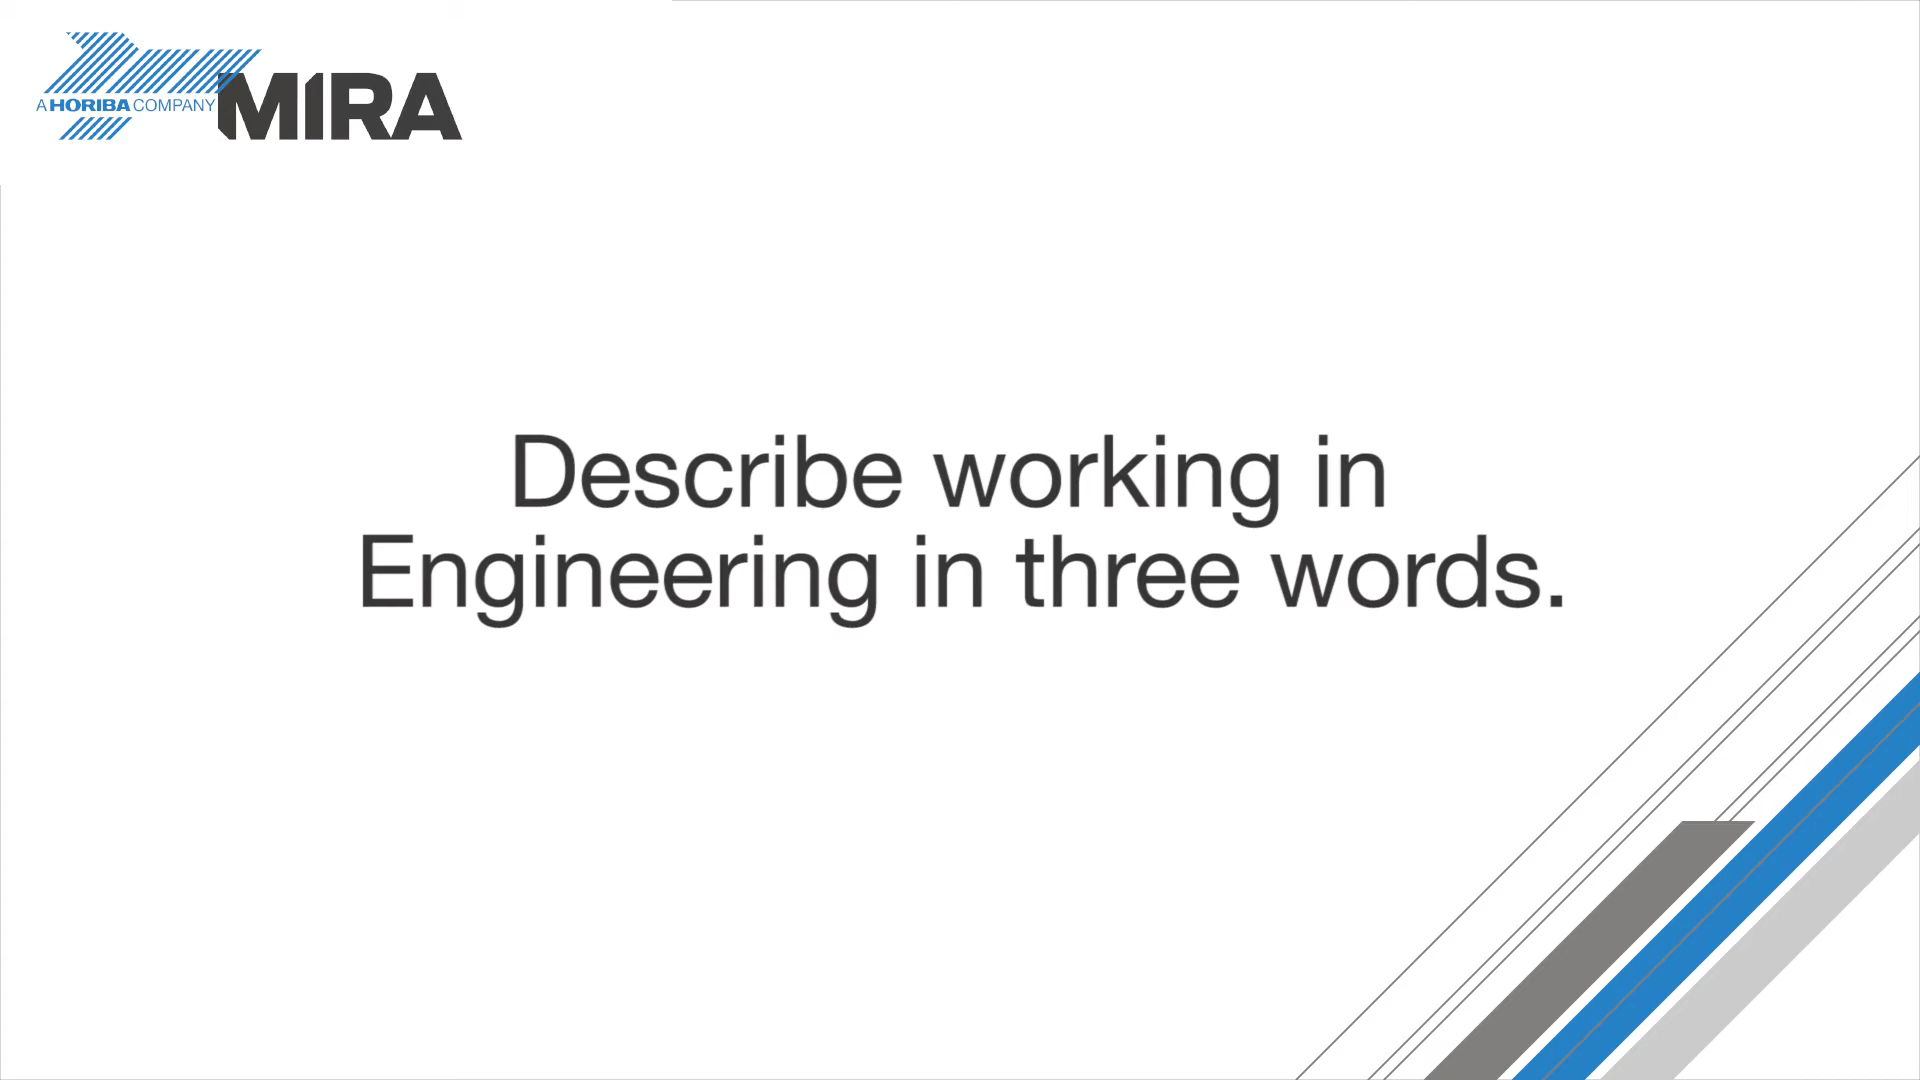 A HORIBA COMPANY
MIRA
Describe working in
Engineering in three words.